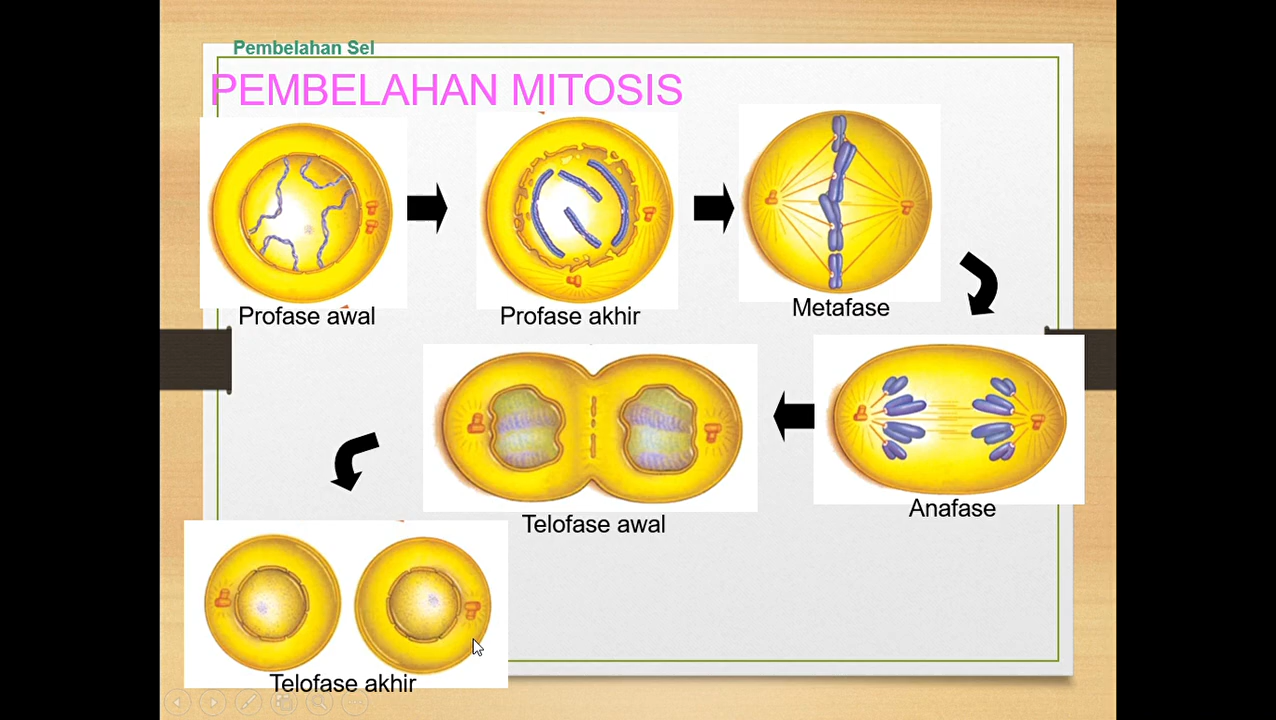 Pembelahan Sel
PEMBELAHAN MITOSIS
Profase awal
Profase akhir
Metafase
Anafase
Telofase awal
Telofase akhir